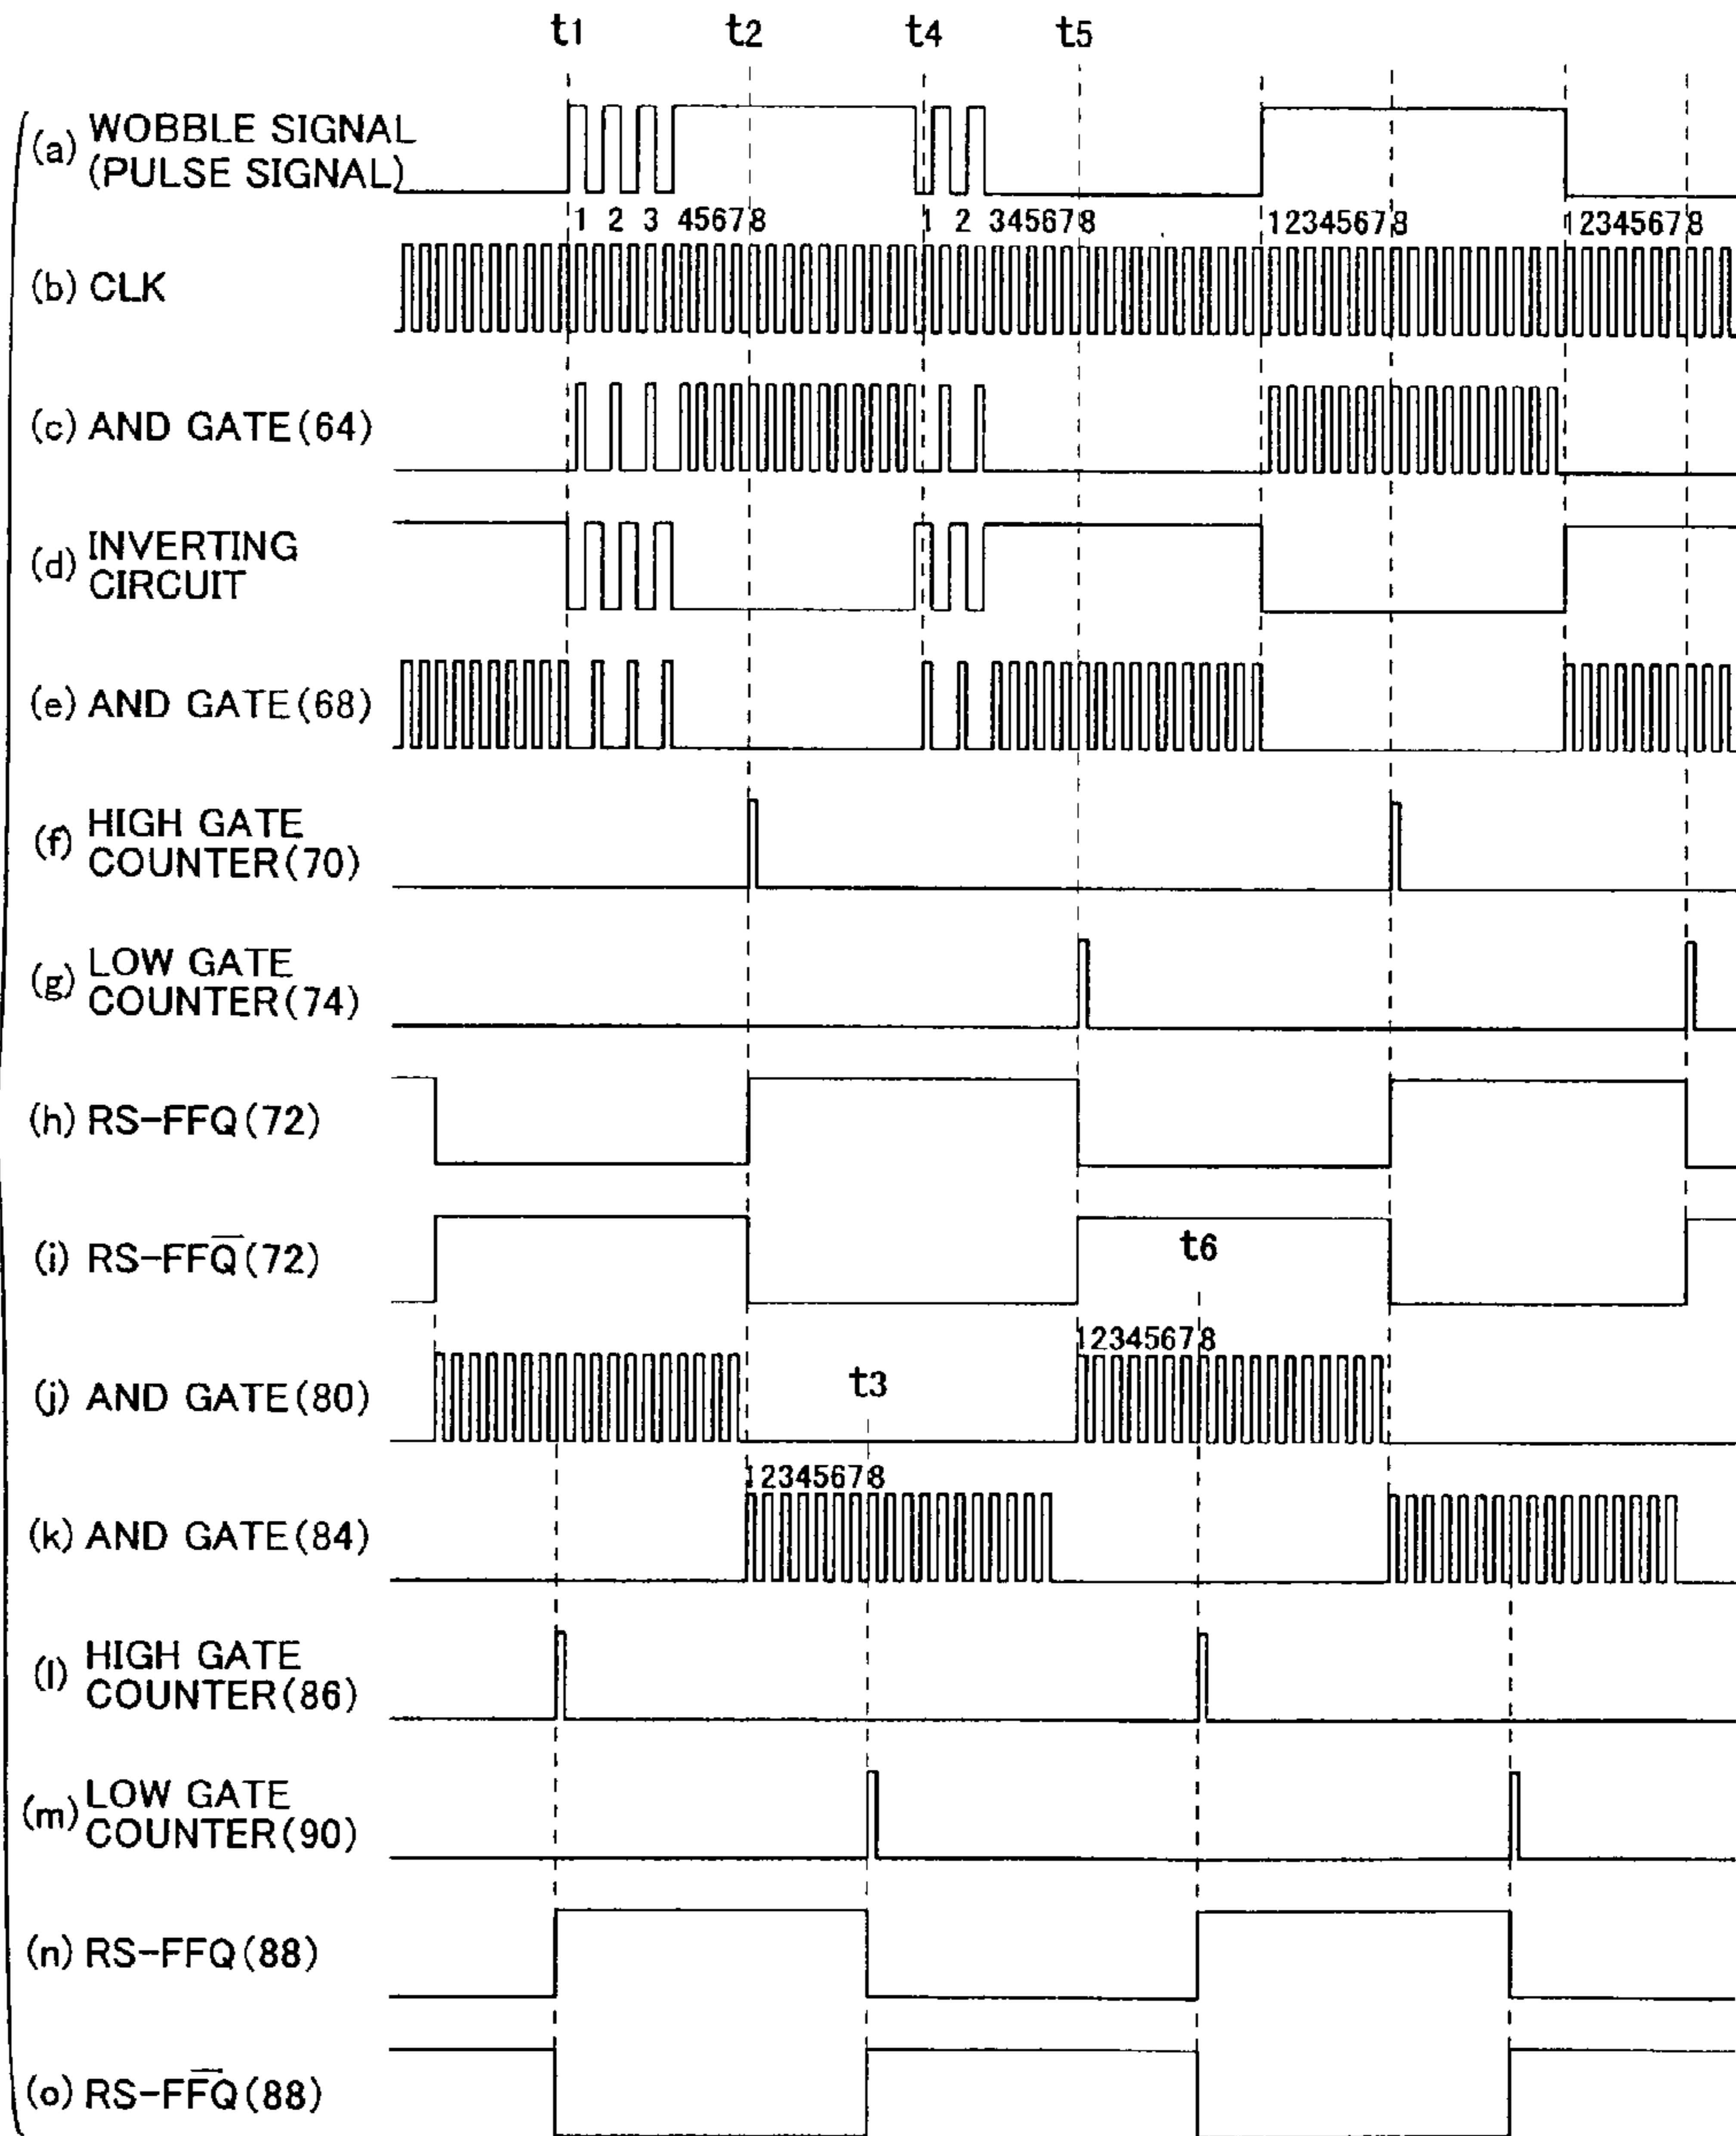 t1 t2 t4 t5
(a) WOBBLE SIGNAL
(PULSE SIGNAL)
1 2 3 45678 1 2 345678 12345678 12345678
(b) CLK
(c) AND GATE(64)
(d) INVERTING
CIRCUIT
(e) AND GATE(68)
(f) HIGH GATE
COUNTER(70)
(g) LOW GATE
COUNTER(74)
(h) RS-FFQ(72)
(i) RS-FFQ̅(72)
t6
12345678
(j) AND GATE(80)
t3
12345678
(k) AND GATE(84)
(l) HIGH GATE
COUNTER(86)
(m) LOW GATE
COUNTER(90)
(n) RS-FFQ(88)
(o) RS-FFQ̅(88)